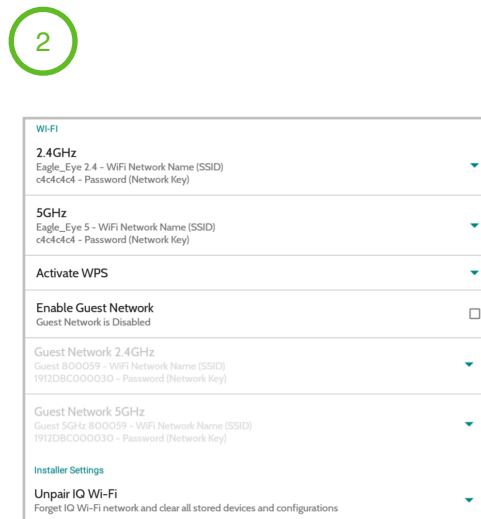 2
WI-FI
2.4GHz
Eagle_Eye 2.4 - WiFi Network Name (SSID)
c4c4c4c4 - Password (Network Key)
5GHz
Eagle_Eye 5 - WiFi Network Name (SSID)
c4c4c4c4 - Password (Network Key)
Activate WPS
Enable Guest Network
Guest Network is Disabled
Guest Network 2.4GHz
Guest 800059 - WiFi Network Name (SSID)
1912DBC000030 - Password (Network Key)
Guest Network 5GHz
Guest 5GHz 800059 - WiFi Network Name (SSID)
1912DBC000030 - Password (Network Key)
Installer Settings
Unpair IQ Wi-Fi
Forget IQ Wi-Fi network and clear all stored devices and configurations